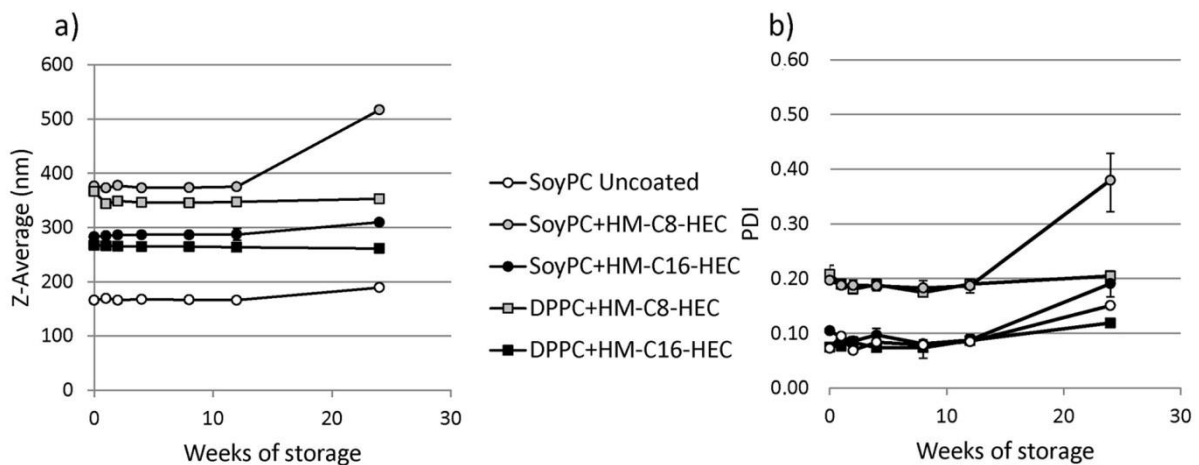 a)
600
500
400
300
200
100
0
Z-Average (nm)
0 10 20 30
Weeks of storage
SoyPC Uncoated
SoyPC+HM-C8-HEC
SoyPC+HM-C16-HEC
DPPC+HM-C8-HEC
DPPC+HM-C16-HEC
b)
0.60
0.50
0.40
0.30
0.20
0.10
0.00
PDI
0 10 20 30
Weeks of storage